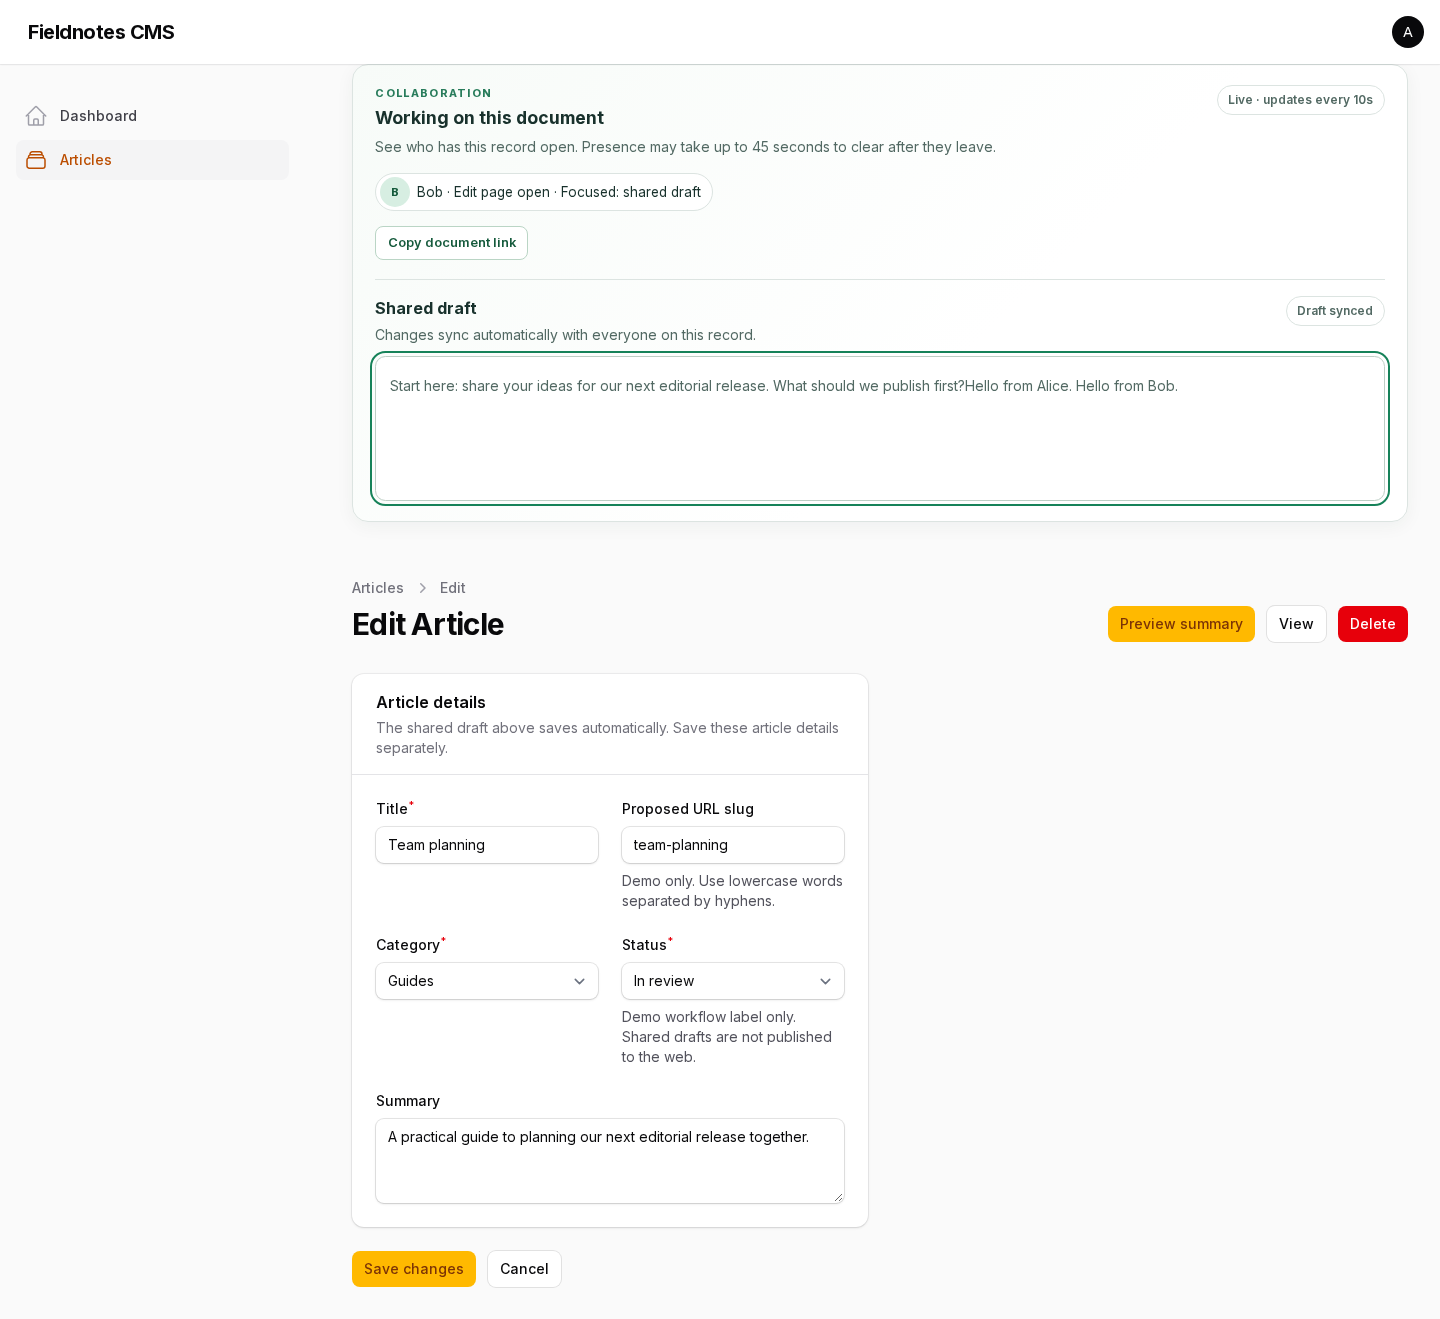 Fieldnotes CMS
A
Dashboard
Articles
COLLABORATION
Live · updates every 10s
Working on this document
See who has this record open. Presence may take up to 45 seconds to clear after they leave.
B
Bob · Edit page open · Focused: shared draft
Copy document link
Shared draft
Draft synced
Changes sync automatically with everyone on this record.
Start here: share your ideas for our next editorial release. What should we publish first?Hello from Alice. Hello from Bob.
Articles > Edit
Edit Article
Preview summary
View
Delete
Article details
The shared draft above saves automatically. Save these article details
separately.
Title*
Team planning
Proposed URL slug
team-planning
Demo only. Use lowercase words
separated by hyphens.
Category*
Guides
Status*
In review
Demo workflow label only.
Shared drafts are not published
to the web.
Summary
A practical guide to planning our next editorial release together.
Save changes
Cancel